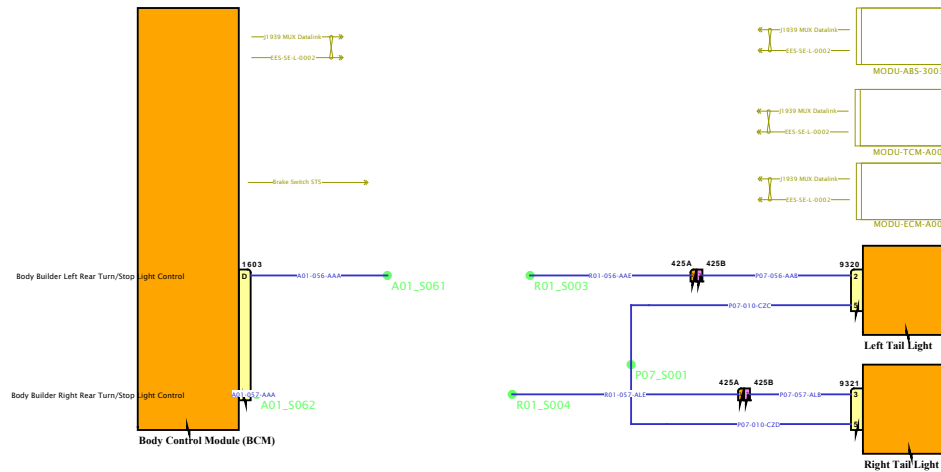 J1939 MUX Datalink
EES-SE-L-0002
J1939 MUX Datalink
EES-SE-L-0002
MODU-ABS-3003
J1939 MUX Datalink
EES-SE-L-0002
MODU-TCM-A00
Brake Switch STS
J1939 MUX Datalink
EES-SE-L-0002
MODU-ECM-A00
1603
425A 425B
9320
Body Builder Left Rear Turn/Stop Light Control
D
A01-056-AAA
R01-056-AAE
P07-056-AAB
2
A01_S061
R01_S003
P07-010-CZC
5
Left Tail Light
P07_S001
425A 425B
9321
Body Builder Right Rear Turn/Stop Light Control
A01-057-AAA
R01-057-ALE
P07-057-ALB
3
A01_S062
R01_S004
P07-010-CZD
5
Body Control Module (BCM)
Right Tail Light